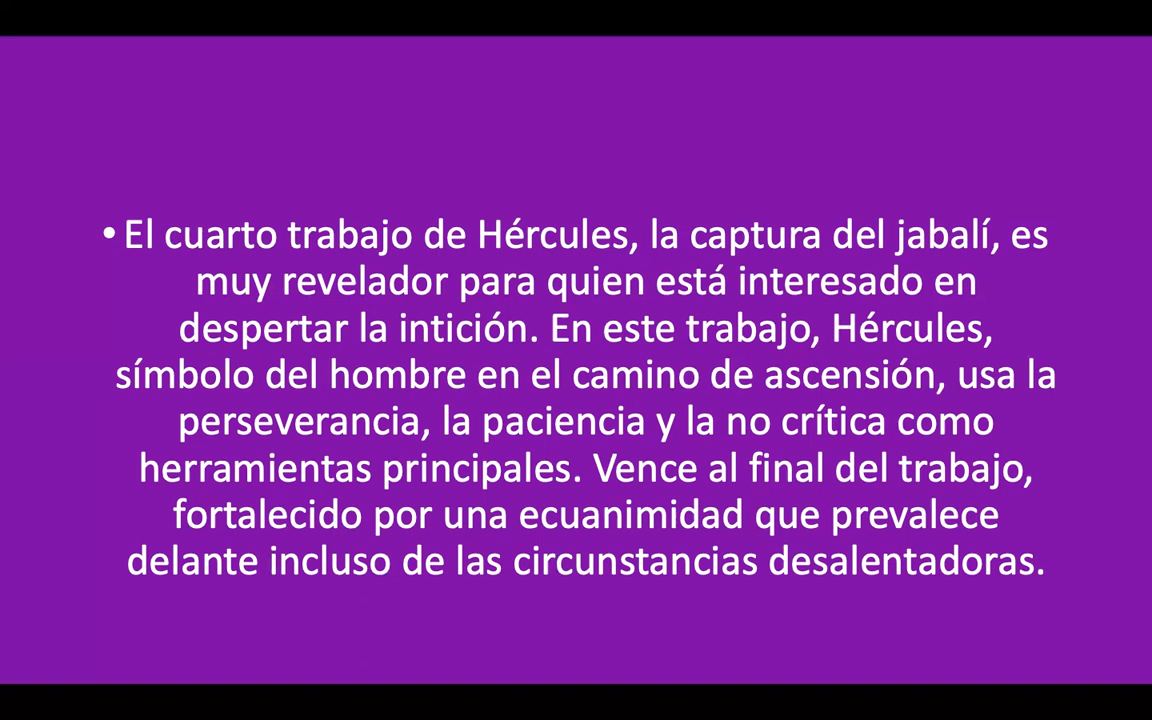 • El cuarto trabajo de Hércules, la captura del jabalí, es
muy revelador para quien está interesado en
despertar la intición. En este trabajo, Hércules,
símbolo del hombre en el camino de ascensión, usa la
perseverancia, la paciencia y la no crítica como
herramientas principales. Vence al final del trabajo,
fortalecido por una ecuanimidad que prevalece
delante incluso de las circunstancias desalentadoras.